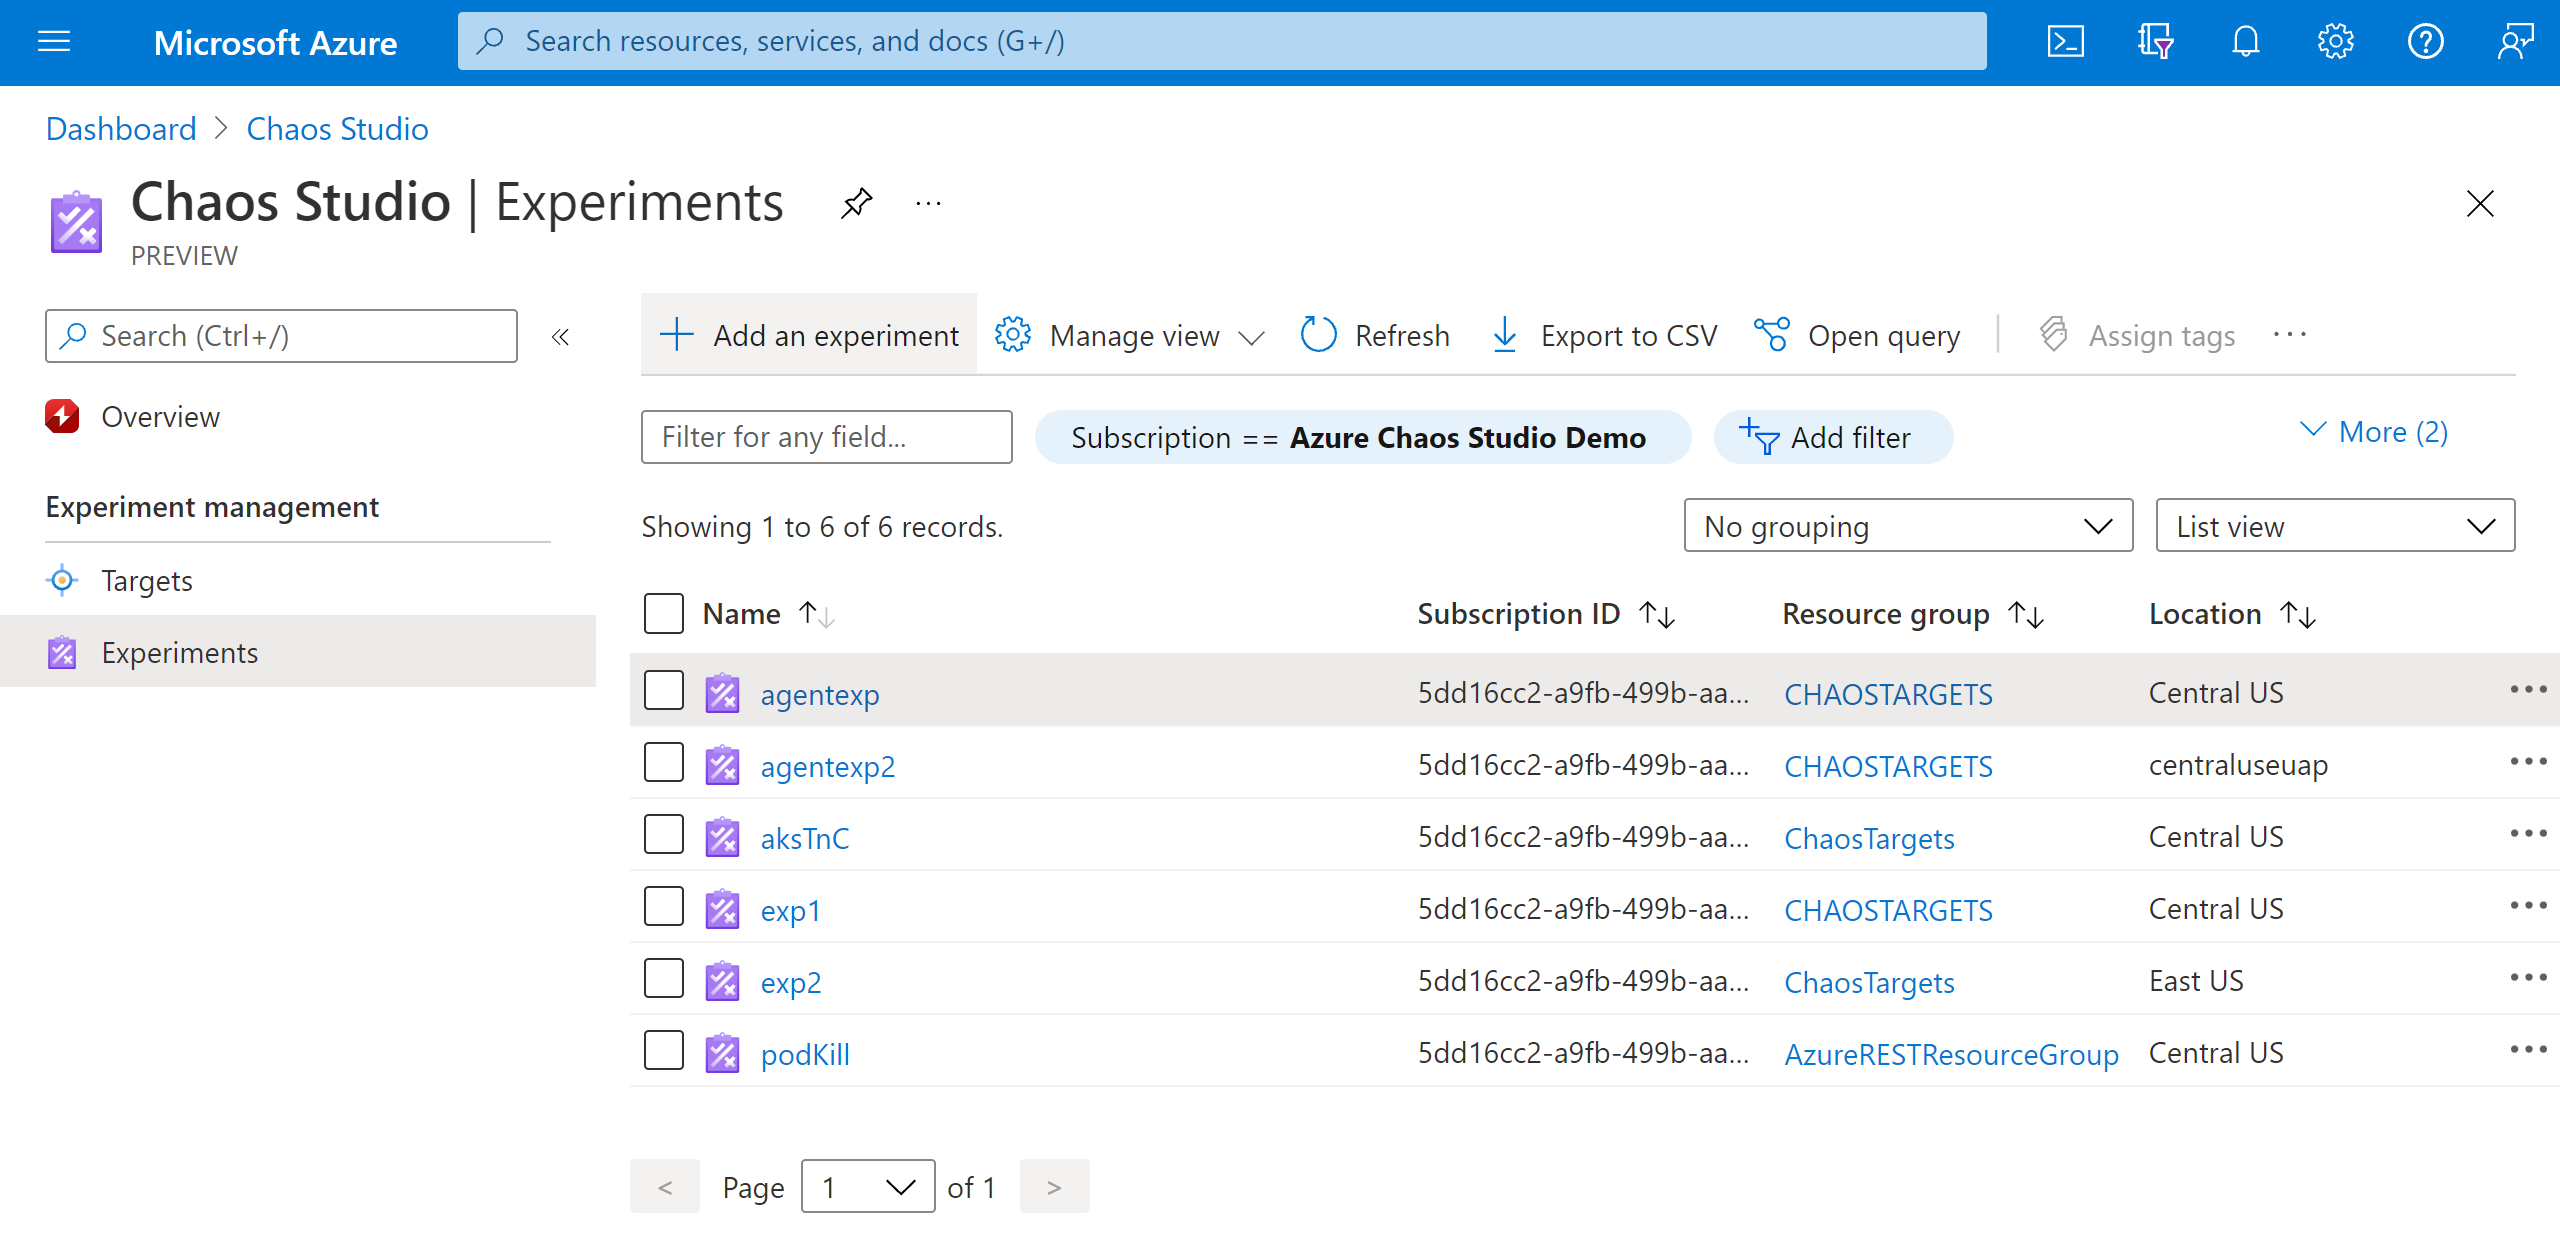 Microsoft Azure
Search resources, services, and docs (G+/)
Dashboard > Chaos Studio
Chaos Studio | Experiments
PREVIEW
Search (Ctrl+/)
Overview
Experiment management
Targets
Experiments
Add an experiment
Manage view
Refresh
Export to CSV
Open query
Assign tags
Filter for any field...
Subscription == Azure Chaos Studio Demo
Add filter
More (2)
Showing 1 to 6 of 6 records.
No grouping
List view
Name Subscription ID Resource group Location
agentexp 5dd16cc2-a9fb-499b-aa... CHAOSTARGETS Central US
agentexp2 5dd16cc2-a9fb-499b-aa... CHAOSTARGETS centraluseuap
aksTnC 5dd16cc2-a9fb-499b-aa... ChaosTargets Central US
exp1 5dd16cc2-a9fb-499b-aa... CHAOSTARGETS Central US
exp2 5dd16cc2-a9fb-499b-aa... ChaosTargets East US
podKill 5dd16cc2-a9fb-499b-aa... AzureRESTResourceGroup Central US
< Page 1 of 1 >